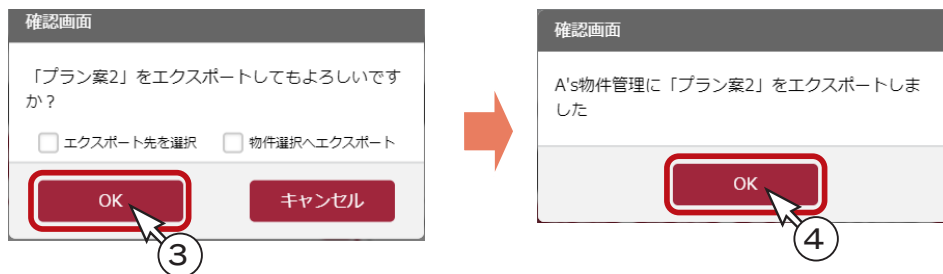 確認画面
「プラン案2」をエクスポートしてもよろしいです
か？
エクスポート先を選択 物件選択へエクスポート
OK キャンセル
③
確認画面
A's物件管理に「プラン案2」をエクスポートしま
した
OK
④